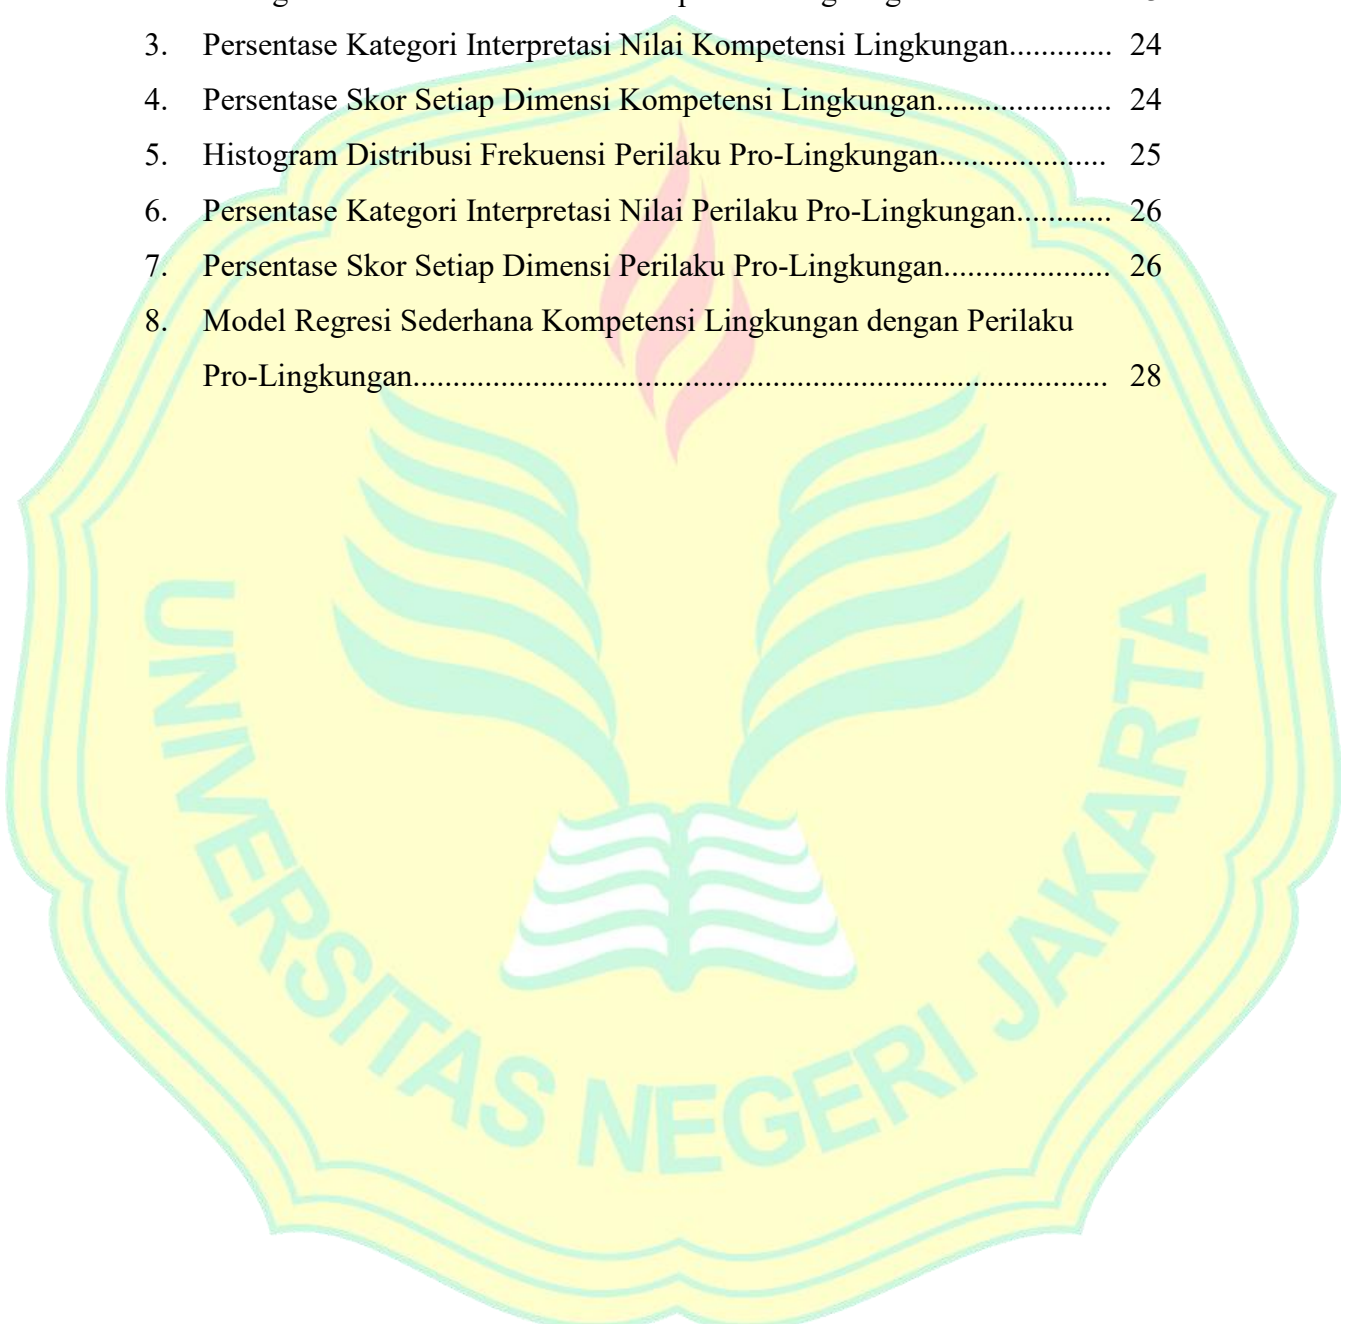 3. Persentase Kategori Interpretasi Nilai Kompetensi Lingkungan............. 24
4. Persentase Skor Setiap Dimensi Kompetensi Lingkungan...................... 24
5. Histogram Distribusi Frekuensi Perilaku Pro-Lingkungan..................... 25
6. Persentase Kategori Interpretasi Nilai Perilaku Pro-Lingkungan............ 26
7. Persentase Skor Setiap Dimensi Perilaku Pro-Lingkungan..................... 26
8. Model Regresi Sederhana Kompetensi Lingkungan dengan Perilaku
Pro-Lingkungan....................................................................................... 28
UNIVERSITAS NEGERI JAKARTA